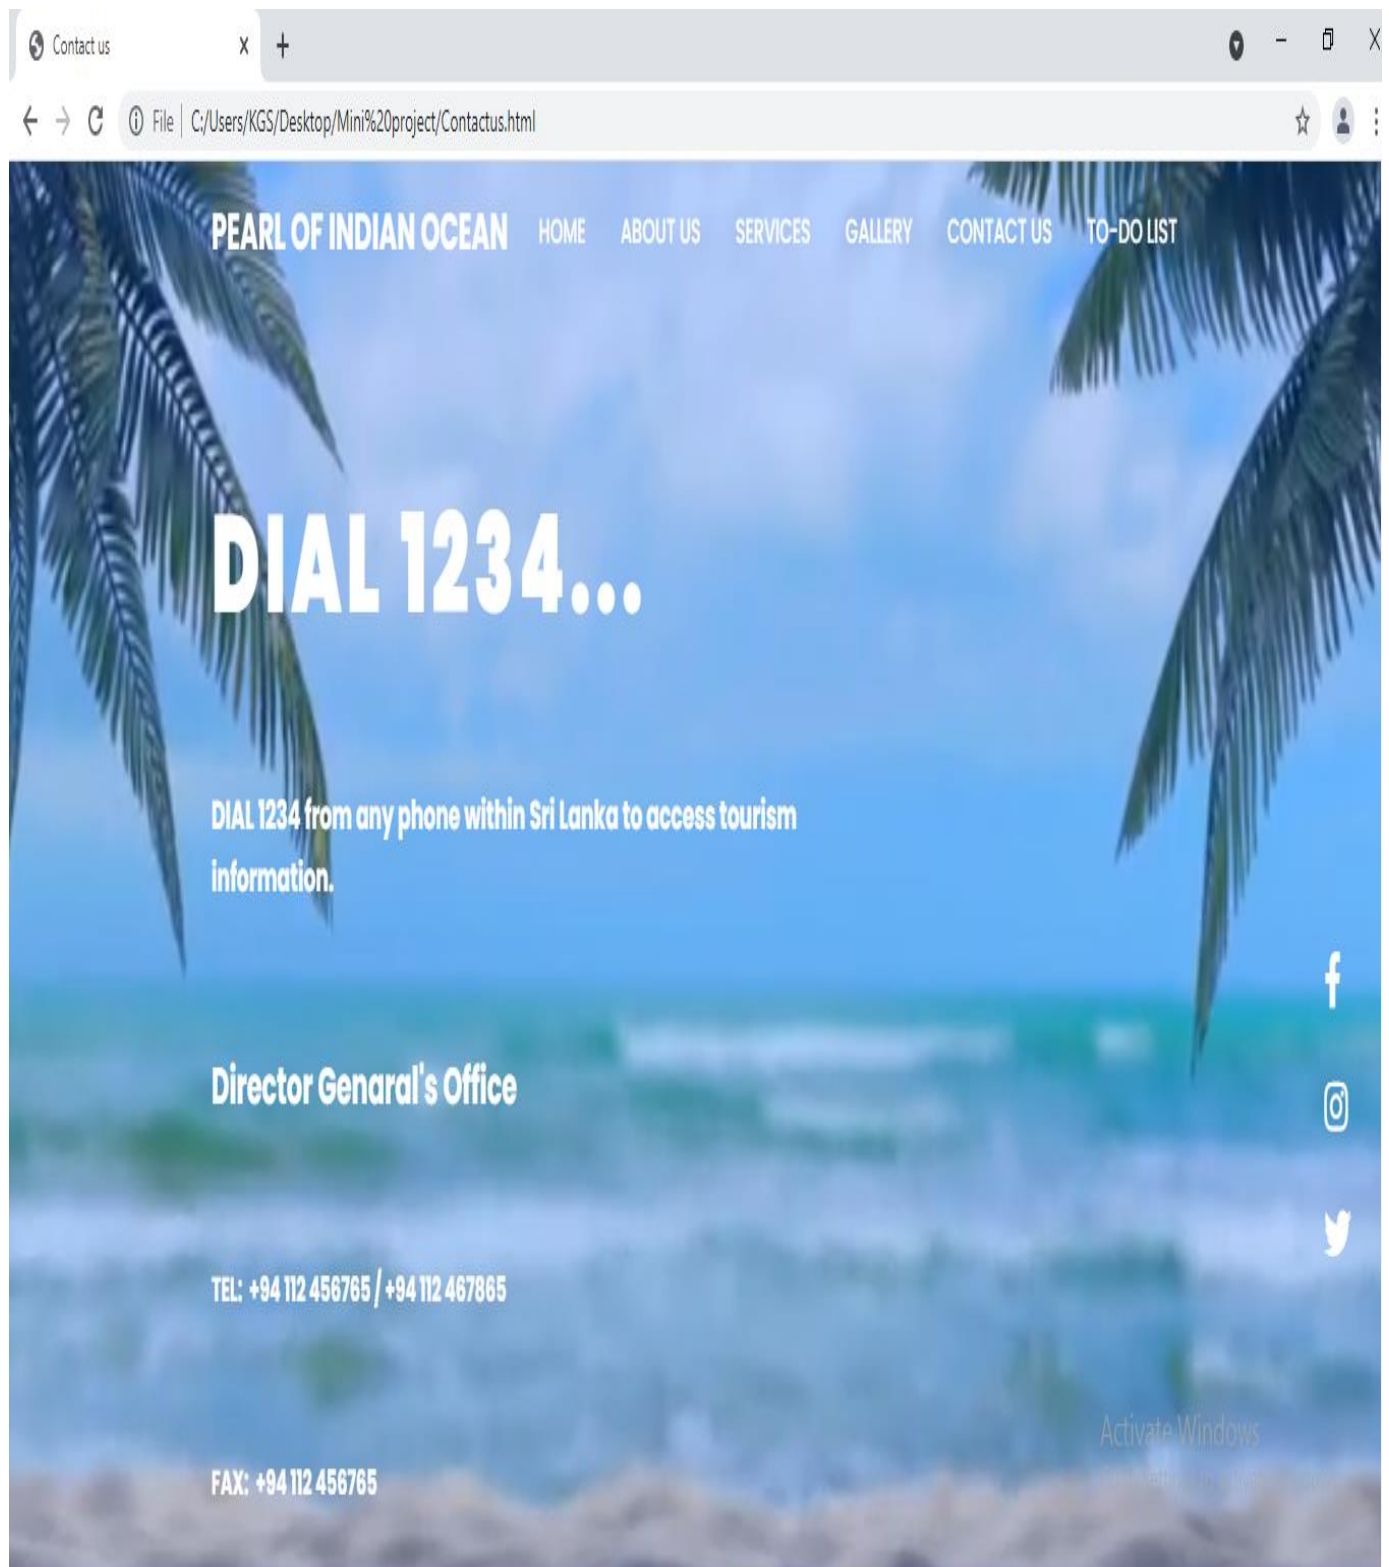 Contact us
File C:/Users/KGS/Desktop/Mini%20project/Contactus.html
PEARL OF INDIAN OCEAN HOME ABOUT US SERVICES GALLERY CONTACT US TO-DO LIST
DIAL 1234...
DIAL 1234 from any phone within Sri Lanka to access tourism
information.
Director Genaral's Office
TEL: +94 112 456765 / +94 112 467865
Activate Windows
FAX: +94 112 456765